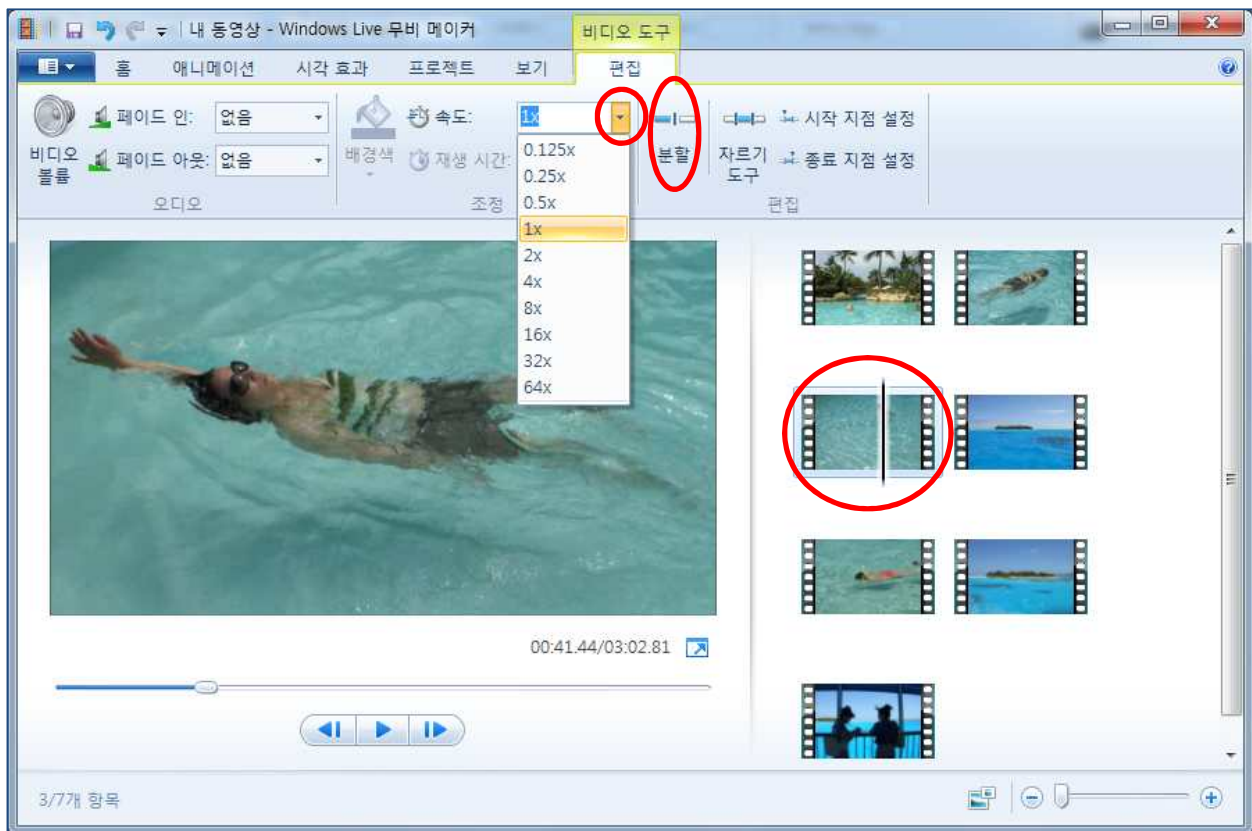 내 동영상 - Windows Live 무비 메이커
비디오 도구
홈 애니메이션 시각 효과 프로젝트 보기 편집
비디오 볼륨
페이드 인: 없음
페이드 아웃: 없음
오디오
배경색
속도: 1x
재생 시간:
조정
0.125x
0.25x
0.5x
1x
2x
4x
8x
16x
32x
64x
분할
자르기 도구
시작 지점 설정
종료 지점 설정
편집
00:41.44/03:02.81
3/7개 항목